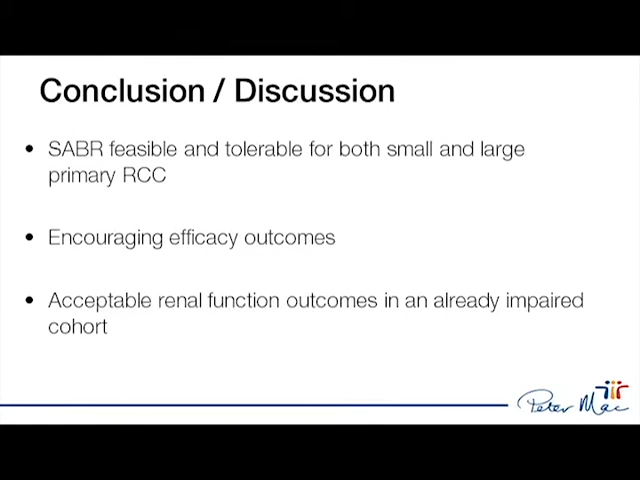 Conclusion / Discussion
• SABR feasible and tolerable for both small and large
primary RCC
• Encouraging efficacy outcomes
• Acceptable renal function outcomes in an already impaired
cohort
Peter Mac